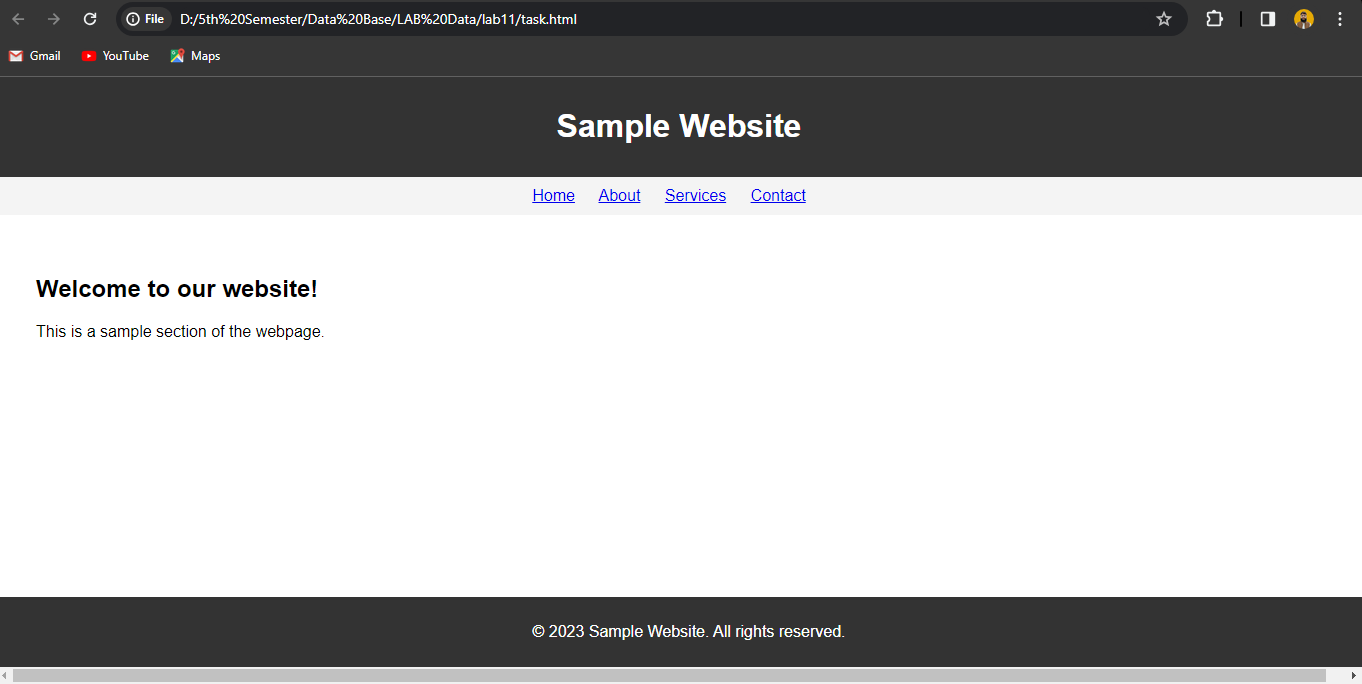 File D:/5th%20Semester/Data%20Base/LAB%20Data/lab11/task.html
Gmail YouTube Maps
Sample Website
Home About Services Contact
Welcome to our website!
This is a sample section of the webpage.
© 2023 Sample Website. All rights reserved.